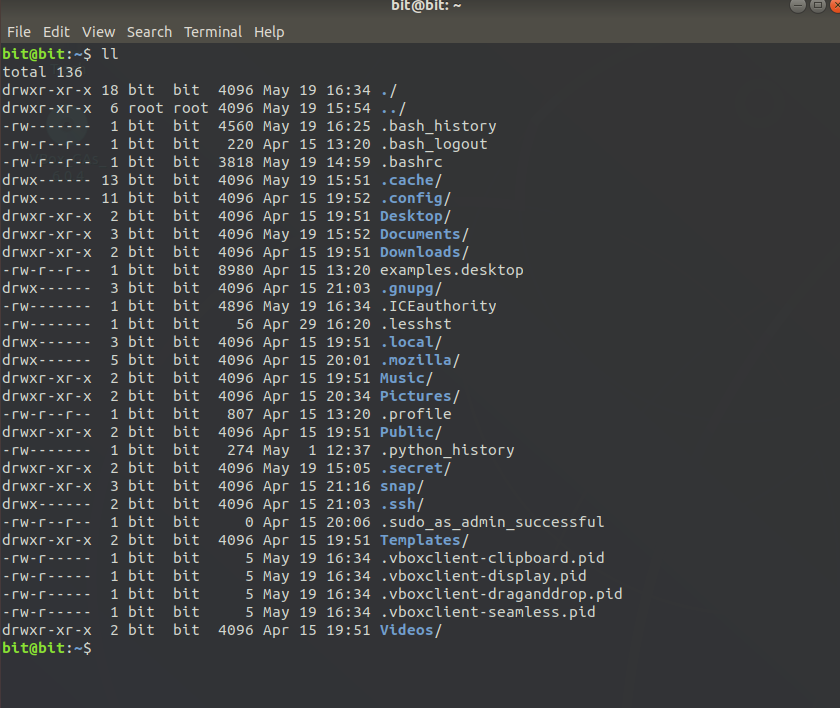 bit@bit: ~
File Edit View Search Terminal Help
bit@bit:~$ ll
total 136
drwxr-xr-x 18 bit  bit  4096 May 19 16:34 ./
drwxr-xr-x  6 root root 4096 May 19 15:54 ../
-rw-------  1 bit  bit  4560 May 19 16:25 .bash_history
-rw-r--r--  1 bit  bit   220 Apr 15 13:20 .bash_logout
-rw-r--r--  1 bit  bit  3818 May 19 14:59 .bashrc
drwx------ 13 bit  bit  4096 May 19 15:51 .cache/
drwx------ 11 bit  bit  4096 Apr 15 19:52 .config/
drwxr-xr-x  2 bit  bit  4096 Apr 15 19:51 Desktop/
drwxr-xr-x  3 bit  bit  4096 May 19 15:52 Documents/
drwxr-xr-x  2 bit  bit  4096 Apr 15 19:51 Downloads/
-rw-r--r--  1 bit  bit  8980 Apr 15 13:20 examples.desktop
drwx------  3 bit  bit  4096 Apr 15 21:03 .gnupg/
-rw-------  1 bit  bit  4896 May 19 16:34 .ICEauthority
-rw-------  1 bit  bit    56 Apr 29 16:20 .lesshst
drwx------  3 bit  bit  4096 Apr 15 19:51 .local/
drwx------  5 bit  bit  4096 Apr 15 20:01 .mozilla/
drwxr-xr-x  2 bit  bit  4096 Apr 15 19:51 Music/
drwxr-xr-x  2 bit  bit  4096 Apr 15 20:34 Pictures/
-rw-r--r--  1 bit  bit   807 Apr 15 13:20 .profile
drwxr-xr-x  2 bit  bit  4096 Apr 15 19:51 Public/
-rw-------  1 bit  bit   274 May  1 12:37 .python_history
drwxr-xr-x  2 bit  bit  4096 May 19 15:05 .secret/
drwxr-xr-x  3 bit  bit  4096 Apr 15 21:16 snap/
drwx------  2 bit  bit  4096 Apr 15 21:03 .ssh/
-rw-r--r--  1 bit  bit     0 Apr 15 20:06 .sudo_as_admin_successful
drwxr-xr-x  2 bit  bit  4096 Apr 15 19:51 Templates/
-rw-r-----  1 bit  bit     5 May 19 16:34 .vboxclient-clipboard.pid
-rw-r-----  1 bit  bit     5 May 19 16:34 .vboxclient-display.pid
-rw-r-----  1 bit  bit     5 May 19 16:34 .vboxclient-draganddrop.pid
-rw-r-----  1 bit  bit     5 May 19 16:34 .vboxclient-seamless.pid
drwxr-xr-x  2 bit  bit  4096 Apr 15 19:51 Videos/
bit@bit:~$